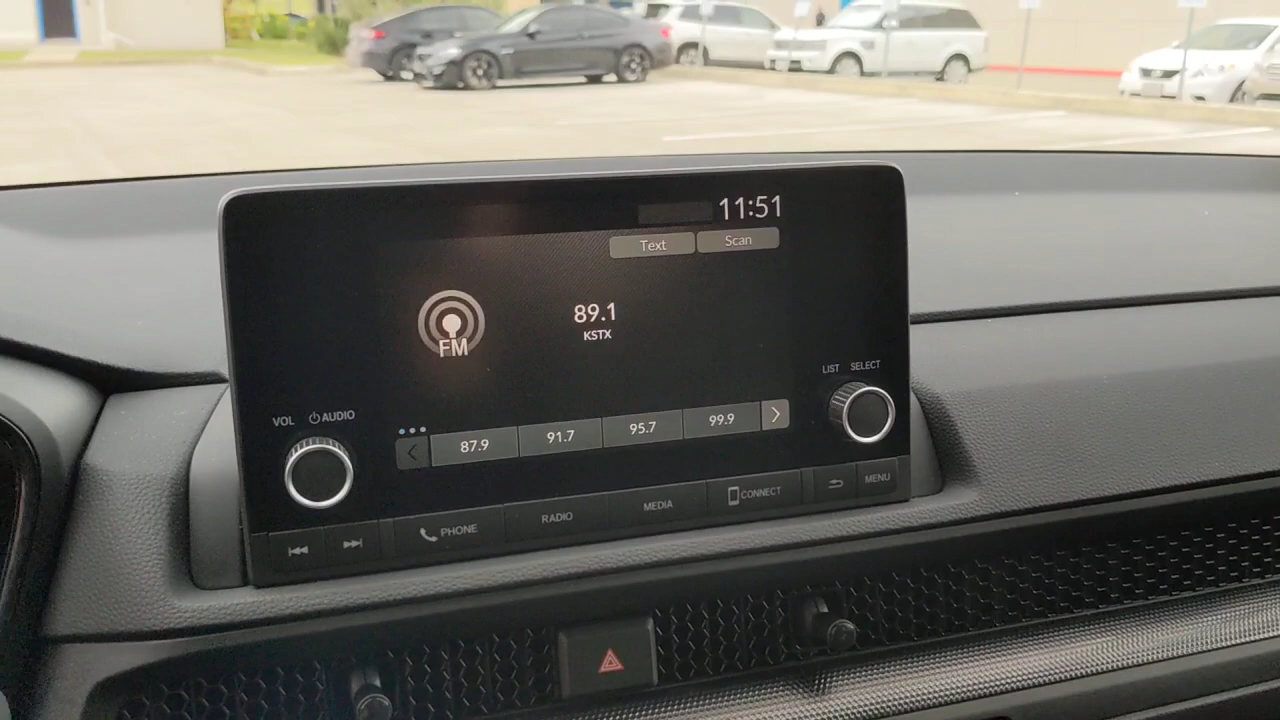 11:51
Text Scan
89.1
KSTX
FM
LIST SELECT
VOL AUDIO
87.9 91.7 95.7 99.9
PHONE RADIO MEDIA CONNECT MENU